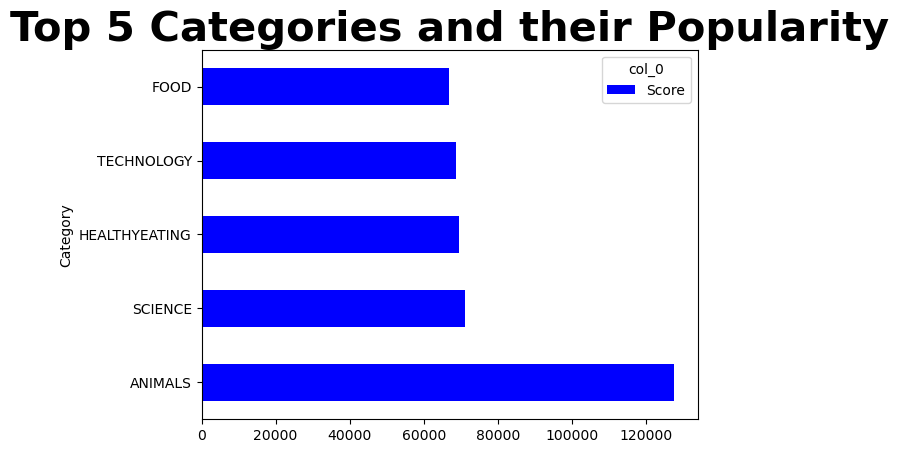 Top 5 Categories and their Popularity
col_0
Score
FOOD
TECHNOLOGY
HEALTHYEATING
SCIENCE
ANIMALS
Category
0 20000 40000 60000 80000 100000 120000